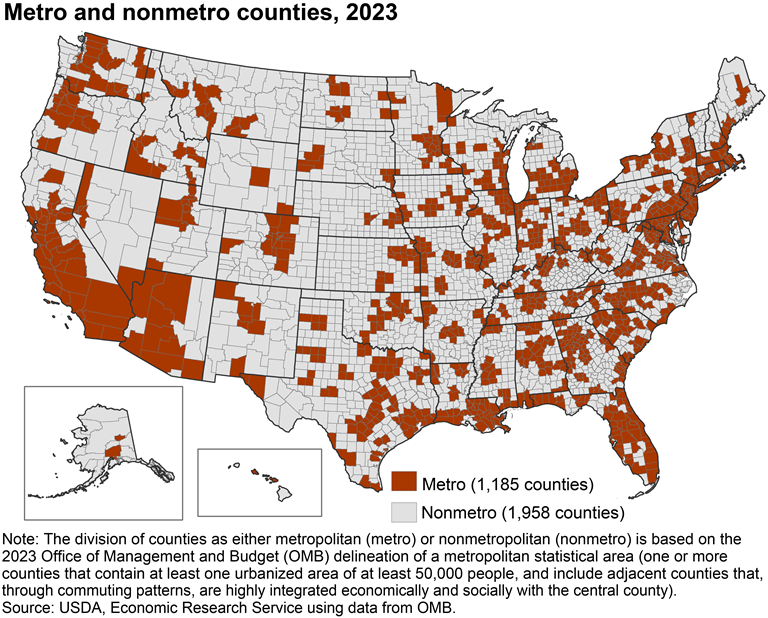 Metro and nonmetro counties, 2023
Metro (1,185 counties)
Nonmetro (1,958 counties)
Note: The division of counties as either metropolitan (metro) or nonmetropolitan (nonmetro) is based on the
2023 Office of Management and Budget (OMB) delineation of a metropolitan statistical area (one or more
counties that contain at least one urbanized area of at least 50,000 people, and include adjacent counties that,
through commuting patterns, are highly integrated economically and socially with the central county).
Source: USDA, Economic Research Service using data from OMB.